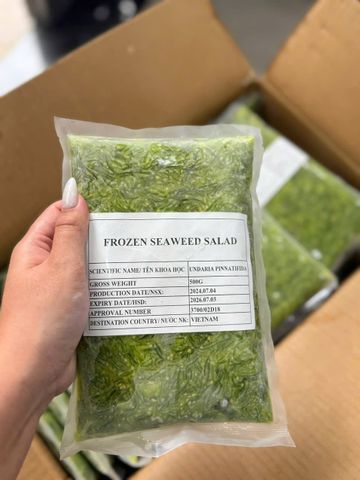 FROZEN SEAWEED SALAD
SCIENTIFIC NAME/ TÊN KHOA HỌC UNDARIA PINNATIFIDA
GROSS WEIGHT 500G
PRODUCTION DATE/NSX: 2024.07.04
EXPIRY DATE/HSD: 2026.07.03
APPROVAL NUMBER 3700/02D18
DESTINATION COUNTRY/ NƯỚC NK: VIETNAM